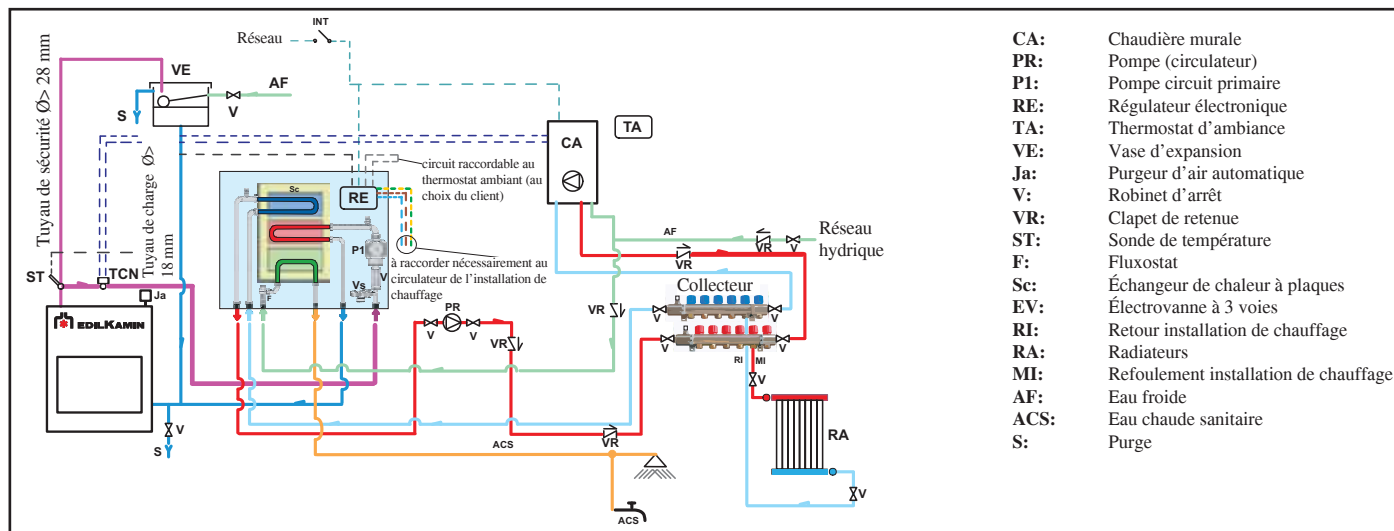 INT
Réseau
VE
AF
S
V
Tuyau de sécurité Ø> 28 mm
Tuyau de charge Ø>
18 mm
CA
TA
circuit raccordable au
thermostat ambiant (au
choix du client)
Sc
RE
P1
V
Vs
F
à raccorder nécessairement au
circulateur de l'installation de
chauffage
ST
TCN
Ja
EDILKAMIN
AF
VR
V
Réseau
hydrique
VR
Collecteur
PR
V
V
VR
VR
V
V
V
V
RI
MI
V
RA
V
V
S
ACS
VR
ACS
CA: Chaudière murale
PR: Pompe (circulateur)
P1: Pompe circuit primaire
RE: Régulateur électronique
TA: Thermostat d'ambiance
VE: Vase d'expansion
Ja: Purgeur d'air automatique
V: Robinet d'arrêt
VR: Clapet de retenue
ST: Sonde de température
F: Fluxostat
Sc: Échangeur de chaleur à plaques
EV: Électrovanne à 3 voies
RI: Retour installation de chauffage
RA: Radiateurs
MI: Refoulement installation de chauffage
AF: Eau froide
ACS: Eau chaude sanitaire
S: Purge